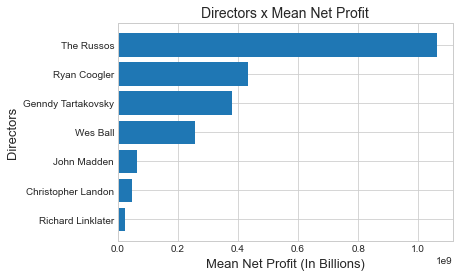 Directors x Mean Net Profit
The Russos
Ryan Coogler
Genndy Tartakovsky
Wes Ball
John Madden
Christopher Landon
Richard Linklater
Directors
0.0 0.2 0.4 0.6 0.8 1.0
1e9
Mean Net Profit (In Billions)